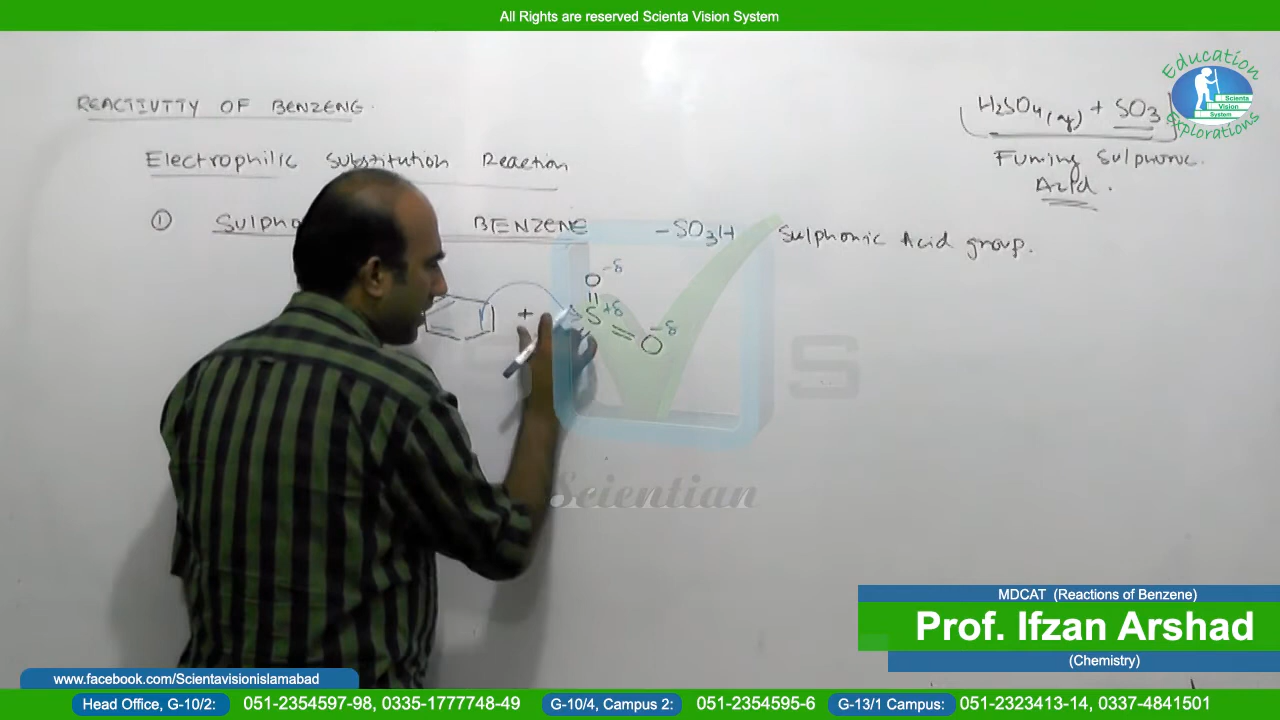 All Rights are reserved Scienta Vision System
REACTIVITY OF BENZENE.
H₂SO₄(aq) + SO₃
Fuming Sulphuric
Acid.
Education
Scienta
Vision
System
Explorations
Electrophilic Substitution Reaction
① Sulpho BENZENE -SO₃H Sulphonic Acid group.
O -δ
+ S +δ
O -δ
S S
Scientian
MDCAT (Reactions of Benzene)
Prof. Ifzan Arshad
(Chemistry)
www.facebook.com/Scientavisionislamabad
Head Office, G-10/2: 051-2354597-98, 0335-1777748-49 G-10/4, Campus 2: 051-2354595-6 G-13/1 Campus: 051-2323413-14, 0337-4841501